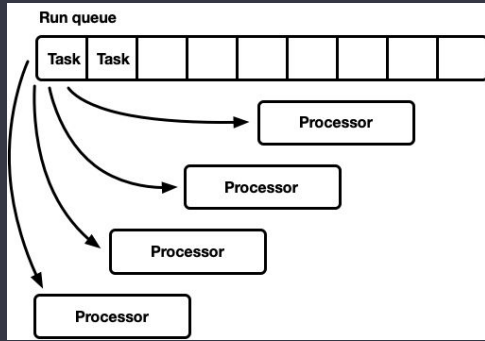 Run queue
Task Task
Processor
Processor
Processor
Processor